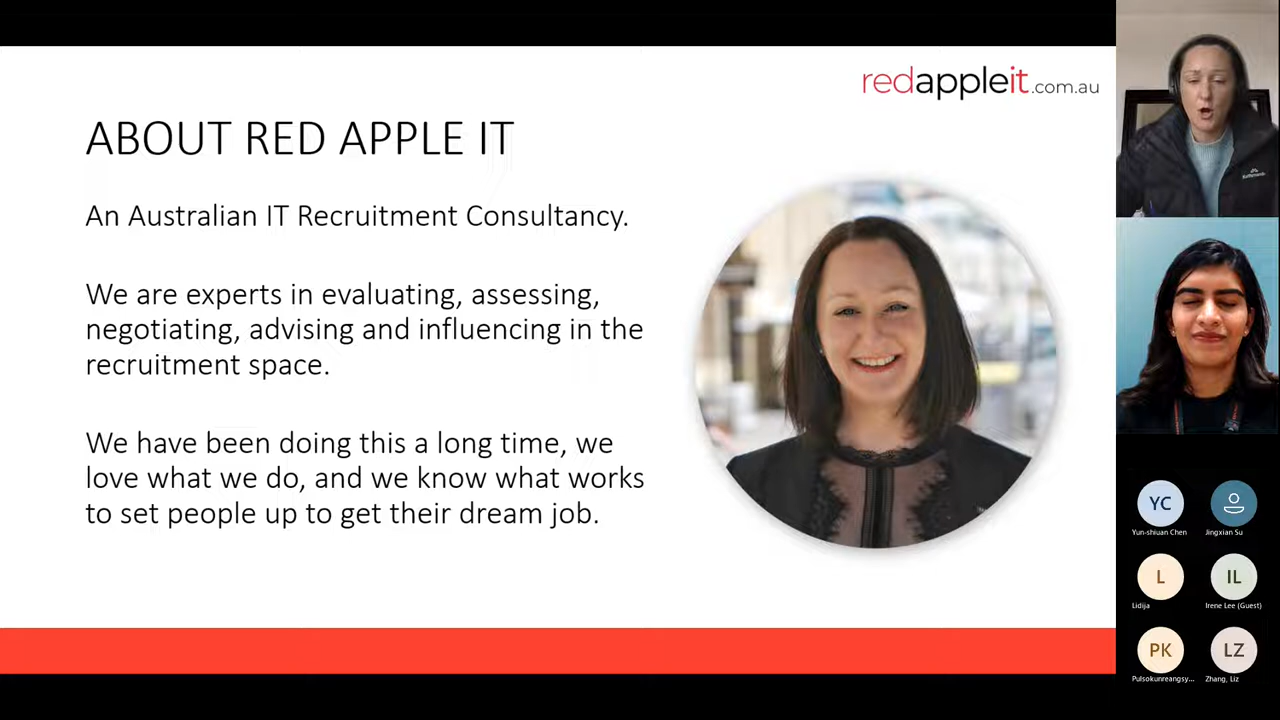 redappleit.com.au
ABOUT RED APPLE IT
An Australian IT Recruitment Consultancy.
We are experts in evaluating, assessing,
negotiating, advising and influencing in the
recruitment space.
We have been doing this a long time, we
love what we do, and we know what works
to set people up to get their dream job.
YC
Yun-shiuan Chen
Jingxian Su
L
Lidija
IL
Irene Lee (Guest)
PK
Pulsokunreangsy...
LZ
Zhang, Liz